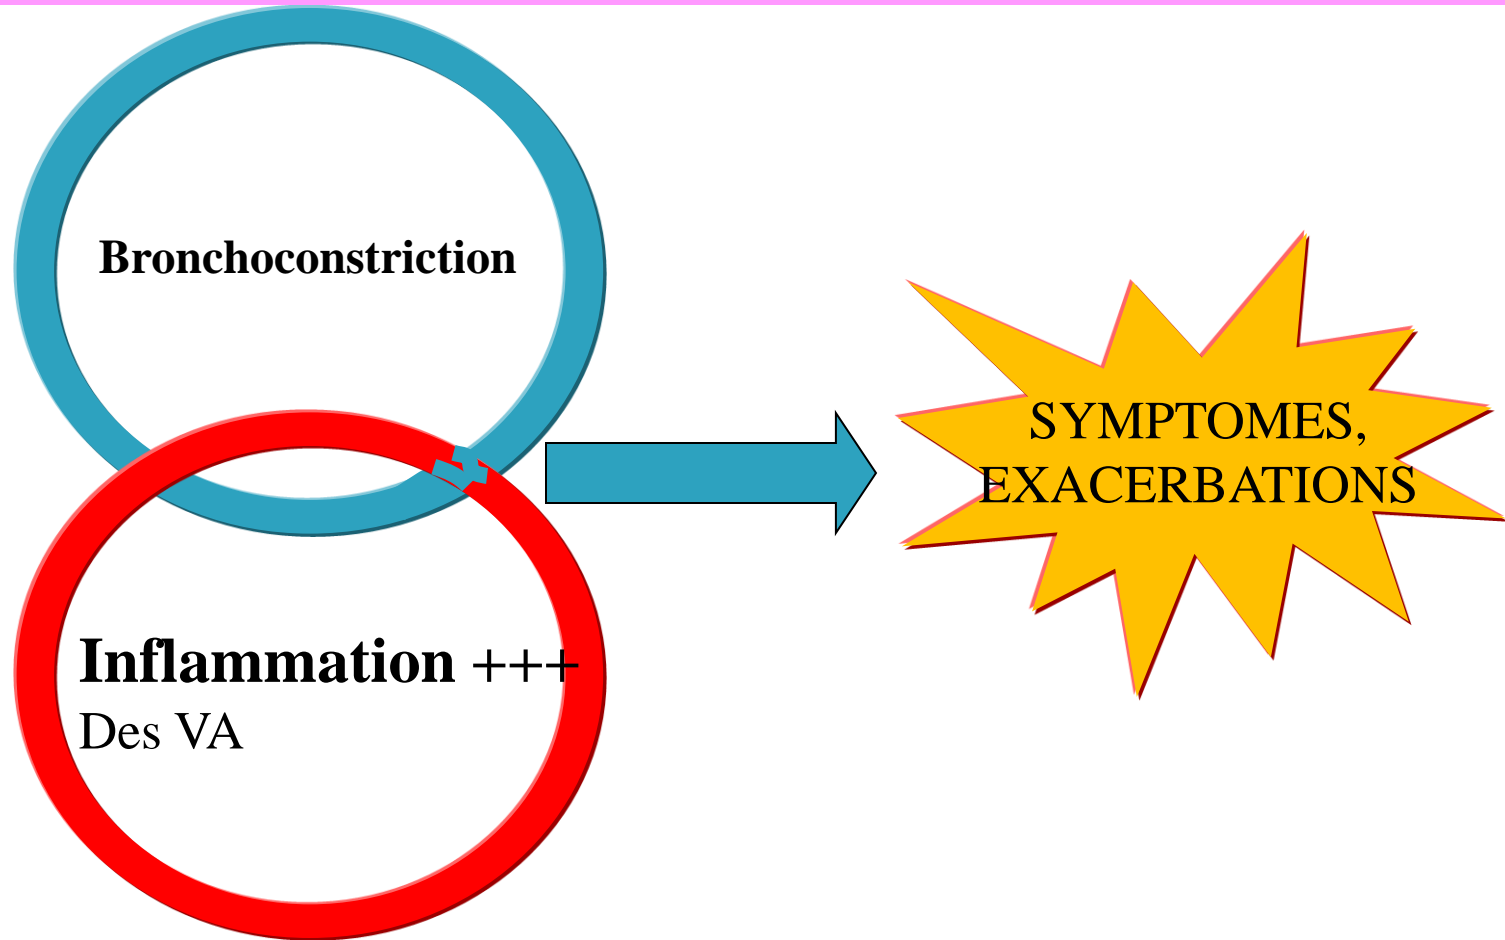 Bronchoconstriction
SYMPTOMES,
EXACERBATIONS
Inflammation +++
Des VA